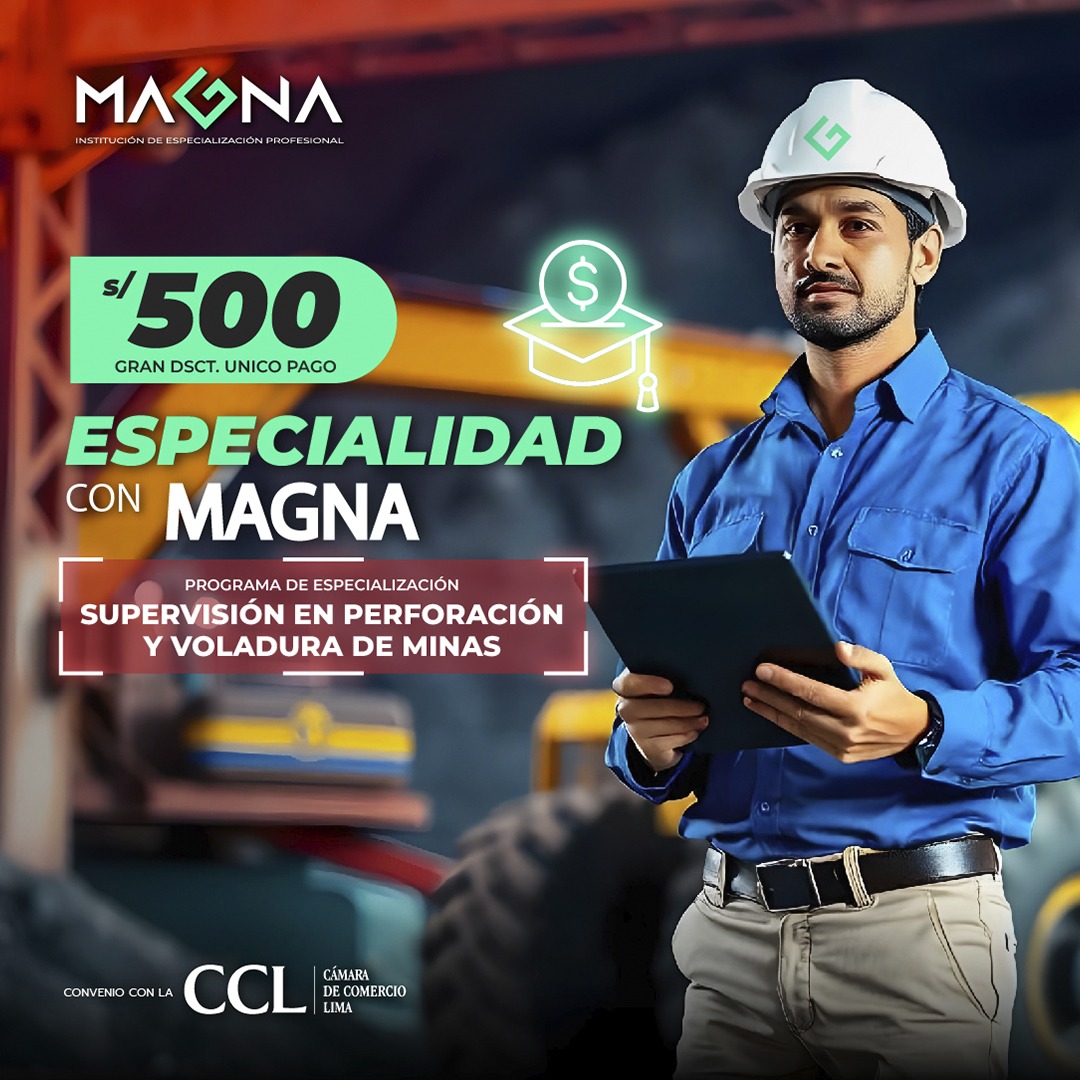 MAGNA
INSTITUCIÓN DE ESPECIALIZACIÓN PROFESIONAL
S/500
GRAN DSCT. UNICO PAGO
ESPECIALIDAD
CON MAGNA
PROGRAMA DE ESPECIALIZACIÓN
SUPERVISIÓN EN PERFORACIÓN
Y VOLADURA DE MINAS
CONVENIO CON LA CCL
CÁMARA
DE COMERCIO
LIMA